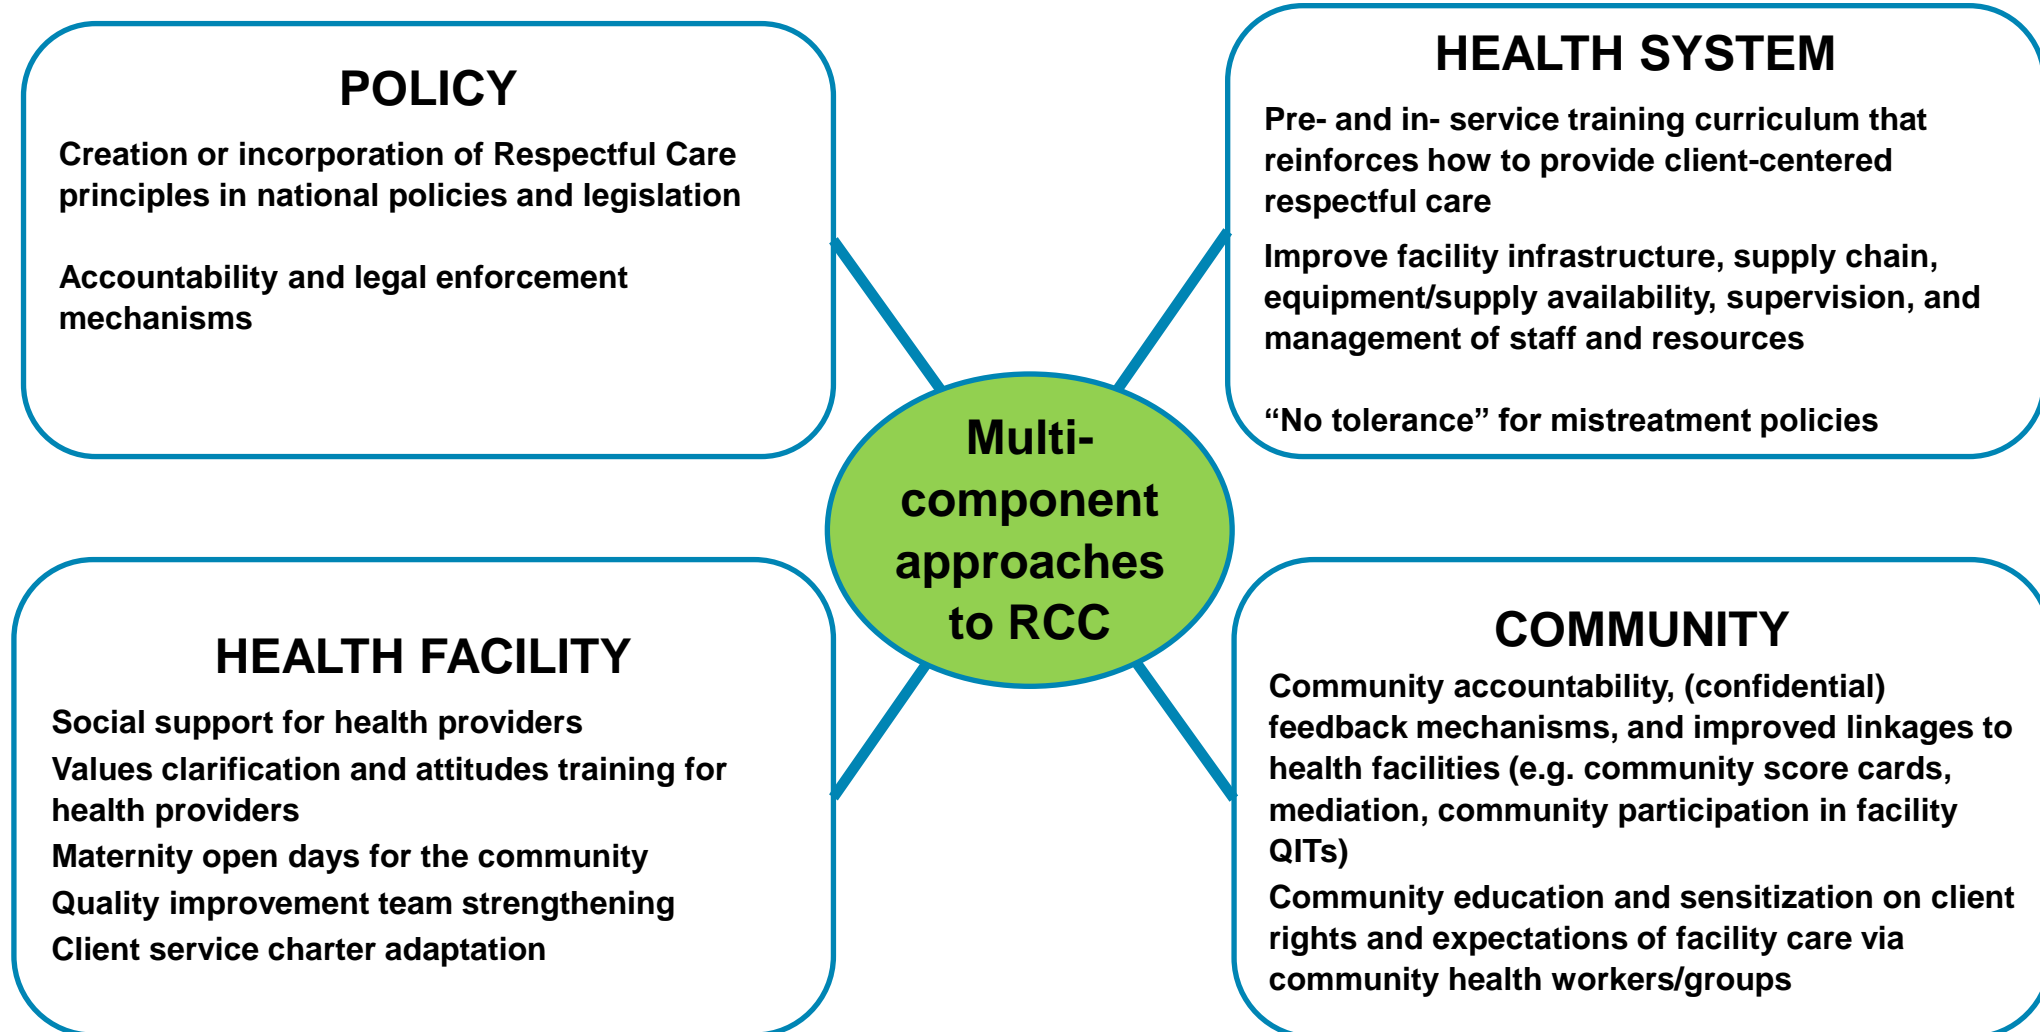 POLICY
Creation or incorporation of Respectful Care
principles in national policies and legislation
Accountability and legal enforcement
mechanisms
HEALTH SYSTEM
Pre- and in- service training curriculum that
reinforces how to provide client-centered
respectful care
Improve facility infrastructure, supply chain,
equipment/supply availability, supervision, and
management of staff and resources
“No tolerance” for mistreatment policies
Multi-
component
approaches
to RCC
HEALTH FACILITY
Social support for health providers
Values clarification and attitudes training for
health providers
Maternity open days for the community
Quality improvement team strengthening
Client service charter adaptation
COMMUNITY
Community accountability, (confidential)
feedback mechanisms, and improved linkages to
health facilities (e.g. community score cards,
mediation, community participation in facility
QITs)
Community education and sensitization on client
rights and expectations of facility care via
community health workers/groups